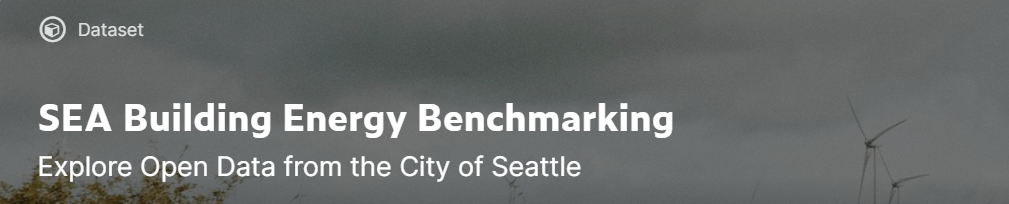 Dataset
SEA Building Energy Benchmarking
Explore Open Data from the City of Seattle